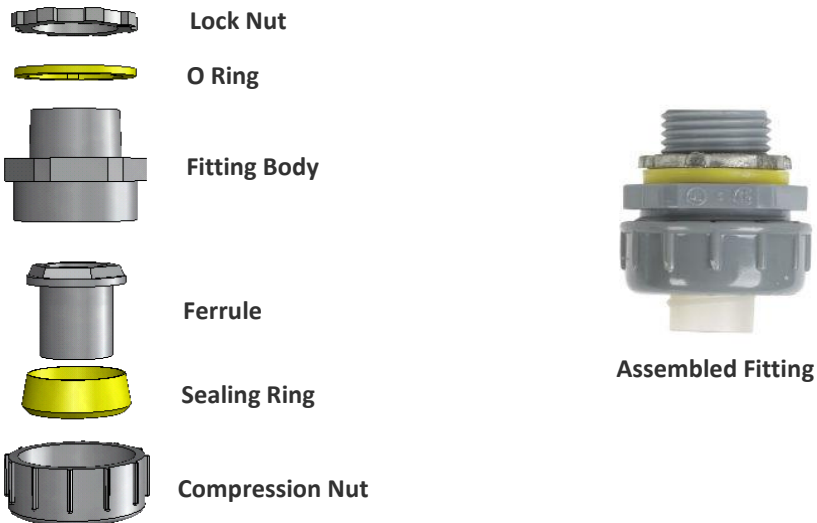 Lock Nut
O Ring
Fitting Body
Ferrule
Sealing Ring
Compression Nut
Assembled Fitting